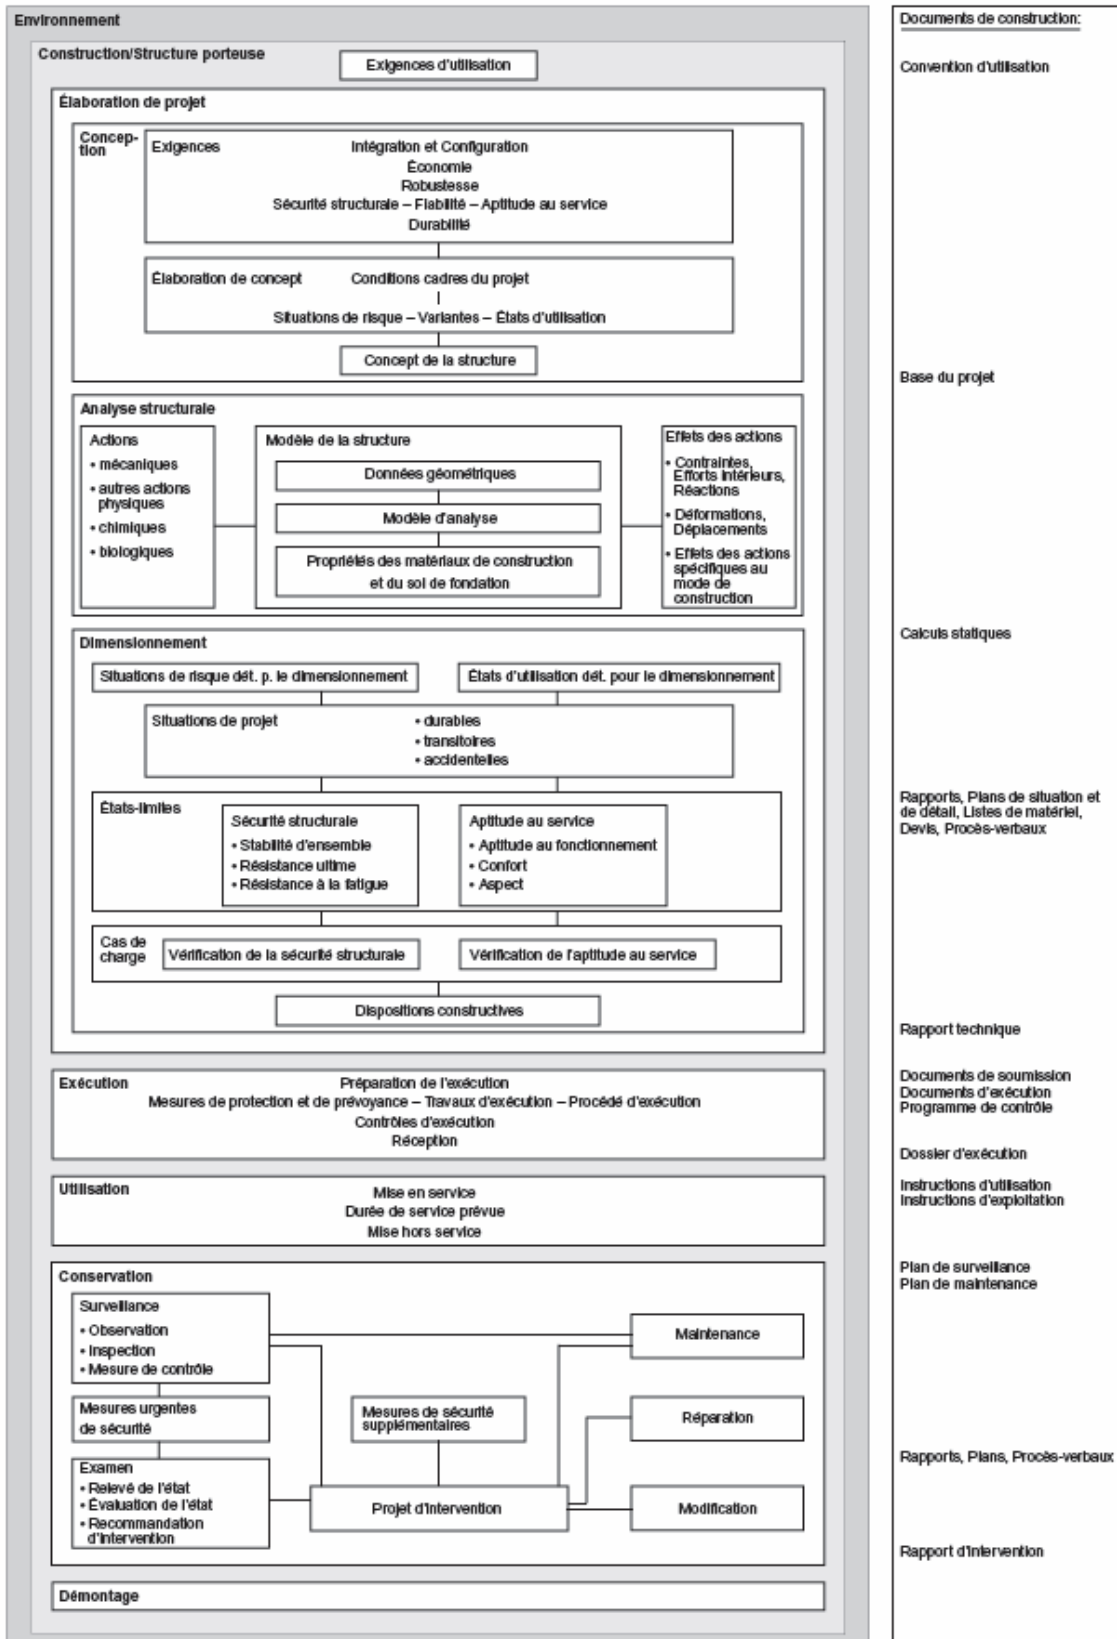 Environnement
Construction/Structure porteuse
Exigences d'utilisation
Élaboration de projet
Concep-
tion
Exigences
Intégration et Configuration
Économie
Robustesse
Sécurité structurale – Fiabilité – Aptitude au service
Durabilité
Élaboration de concept
Conditions cadres du projet
Situations de risque – Variantes – États d'utilisation
Concept de la structure
Analyse structurale
Actions
• mécaniques
• autres actions
physiques
• chimiques
• biologiques
Modèle de la structure
Données géométriques
Modèle d'analyse
Propriétés des matériaux de construction
et du sol de fondation
Effets des actions
• Contraintes,
Efforts intérieurs,
Réactions
• Déformations,
Déplacements
• Effets des actions
spécifiques au
mode de
construction
Dimensionnement
Situations de risque dét. p. le dimensionnement
États d'utilisation dét. pour le dimensionnement
Situations de projet
• durables
• transitoires
• accidentelles
États-limites
Sécurité structurale
• Stabilité d'ensemble
• Résistance ultime
• Résistance à la fatigue
Aptitude au service
• Aptitude au fonctionnement
• Confort
• Aspect
Cas de
charge
Vérification de la sécurité structurale
Vérification de l'aptitude au service
Dispositions constructives
Exécution
Préparation de l'exécution
Mesures de protection et de prévoyance – Travaux d'exécution – Procédé d'exécution
Contrôles d'exécution
Réception
Utilisation
Mise en service
Durée de service prévue
Mise hors service
Conservation
Surveillance
• Observation
• Inspection
• Mesure de contrôle
Maintenance
Mesures urgentes
de sécurité
Mesures de sécurité
supplémentaires
Réparation
Examen
• Relevé de l'état
• Évaluation de l'état
• Recommandation
d'intervention
Projet d'intervention
Modification
Démontage
Documents de construction:
Convention d'utilisation
Base du projet
Calculs statiques
Rapports, Plans de situation et
de détail, Listes de matériel,
Devis, Procès-verbaux
Rapport technique
Documents de soumission
Documents d'exécution
Programme de contrôle
Dossier d'exécution
Instructions d'utilisation
Instructions d'exploitation
Plan de surveillance
Plan de maintenance
Rapports, Plans, Procès-verbaux
Rapport d'intervention